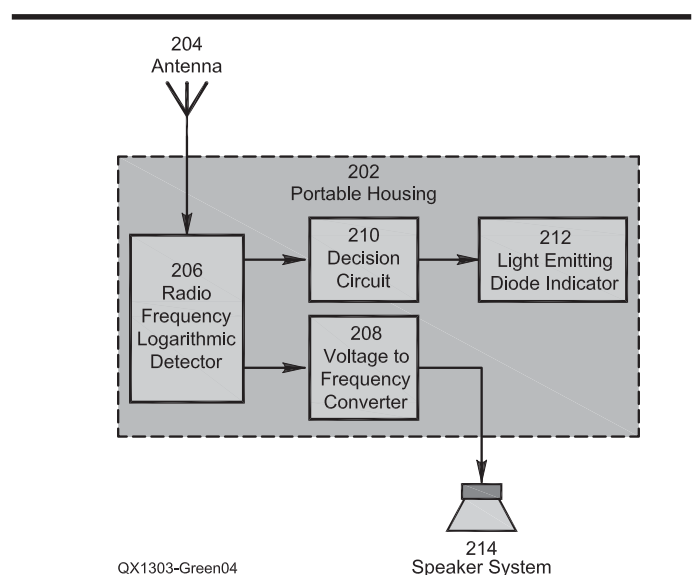 204
Antenna
202
Portable Housing
206
Radio
Frequency
Logarithmic
Detector
210
Decision
Circuit
212
Light Emitting
Diode Indicator
208
Voltage to
Frequency
Converter
214
Speaker System
QX1303-Green04